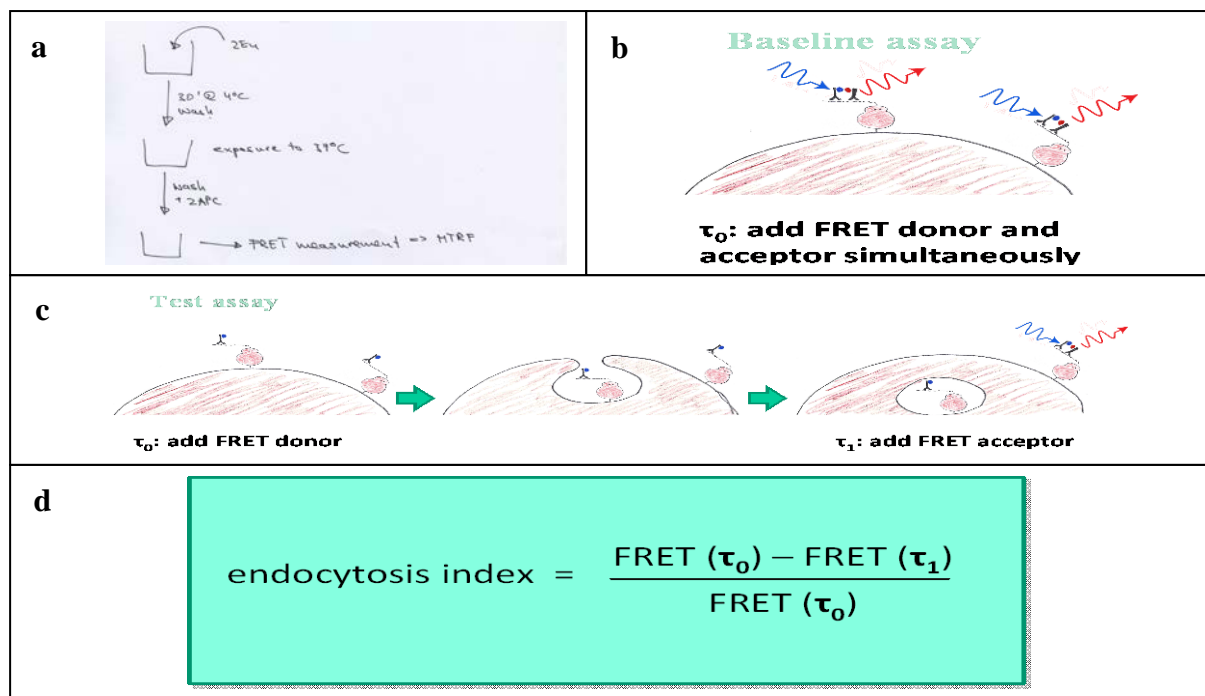 a
2Eu
30' @ 4°C
wash
exposure to 37°C
wash
+ 2APC
FRET measurement => HTRF
b
Baseline assay
τ₀: add FRET donor and
acceptor simultaneously
c
Test assay
τ₀: add FRET donor
τ₁: add FRET acceptor
d
endocytosis index = FRET (τ₀) – FRET (τ₁)
FRET (τ₀)